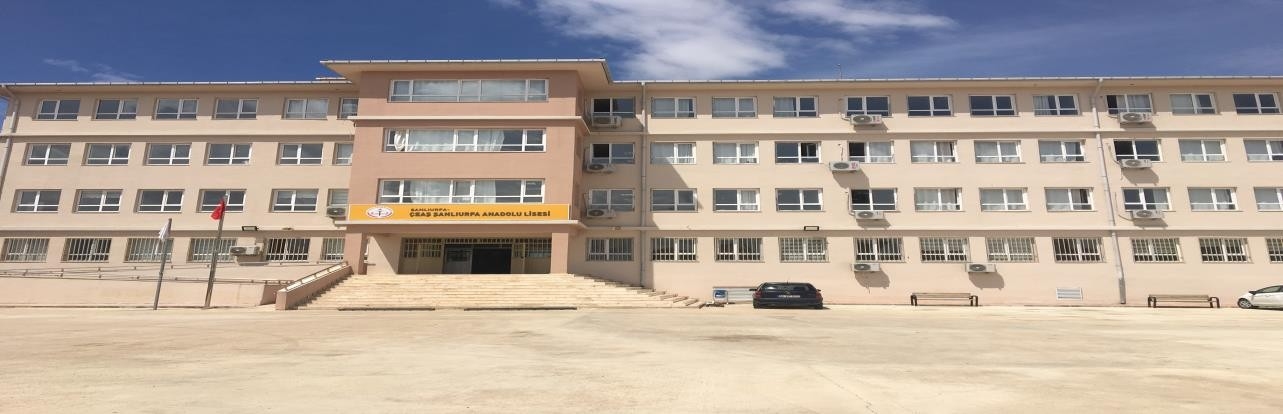 ŞANLIURFA-
ÇEAŞ ŞANLIURFA ANADOLU LİSESİ